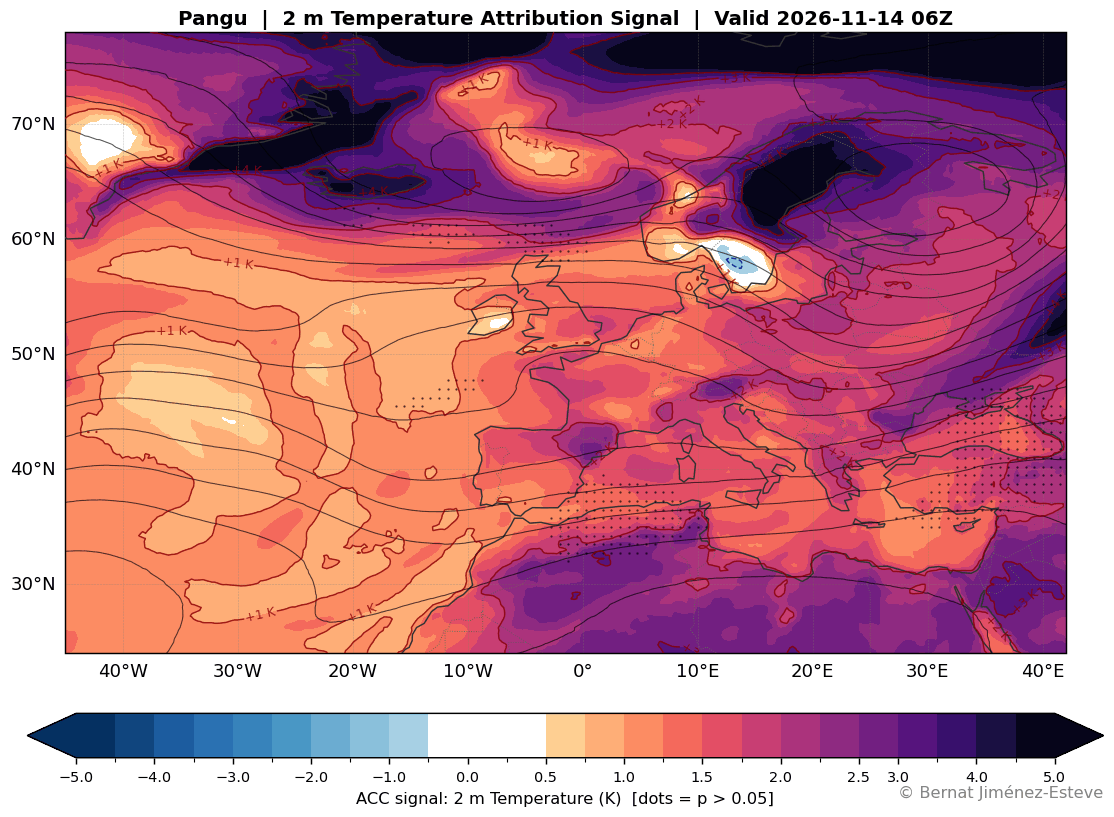 Pangu | 2 m Temperature Attribution Signal | Valid 2026-11-14 06Z
70°N
60°N
50°N
40°N
30°N
+1 K
+3 K
+2 K
+2 K
+1 K
+1 K
+1 K
+1 K
+1 K
+1 K
40°W
30°W
20°W
10°W
0°
10°E
20°E
30°E
40°E
−5.0
−4.0
−3.0
−2.0
−1.0
0.0
0.5
1.0
1.5
2.0
2.5
3.0
4.0
5.0
© Bernat Jiménez-Esteve
ACC signal: 2 m Temperature (K) [dots = p > 0.05]